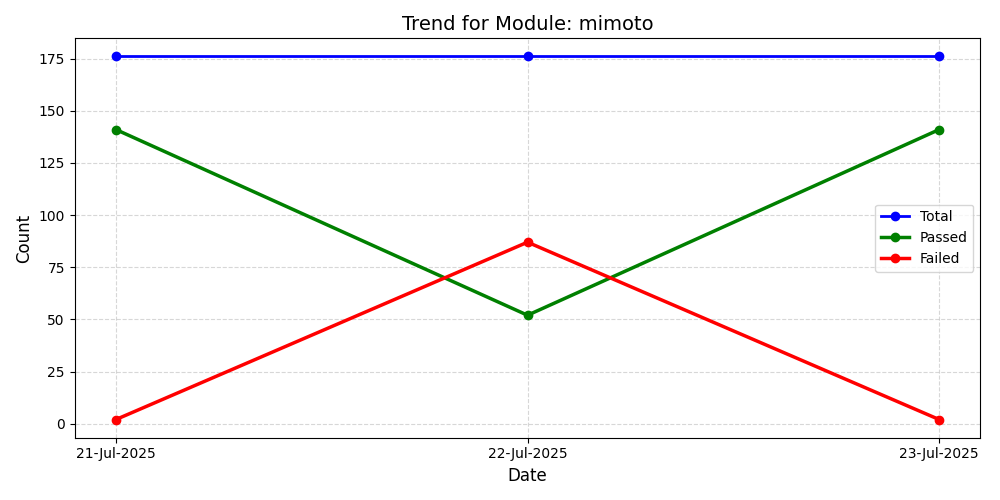 Trend for Module: mimoto
175
150
125
100
75
50
25
0
Count
Total
Passed
Failed
21-Jul-2025
22-Jul-2025
23-Jul-2025
Date